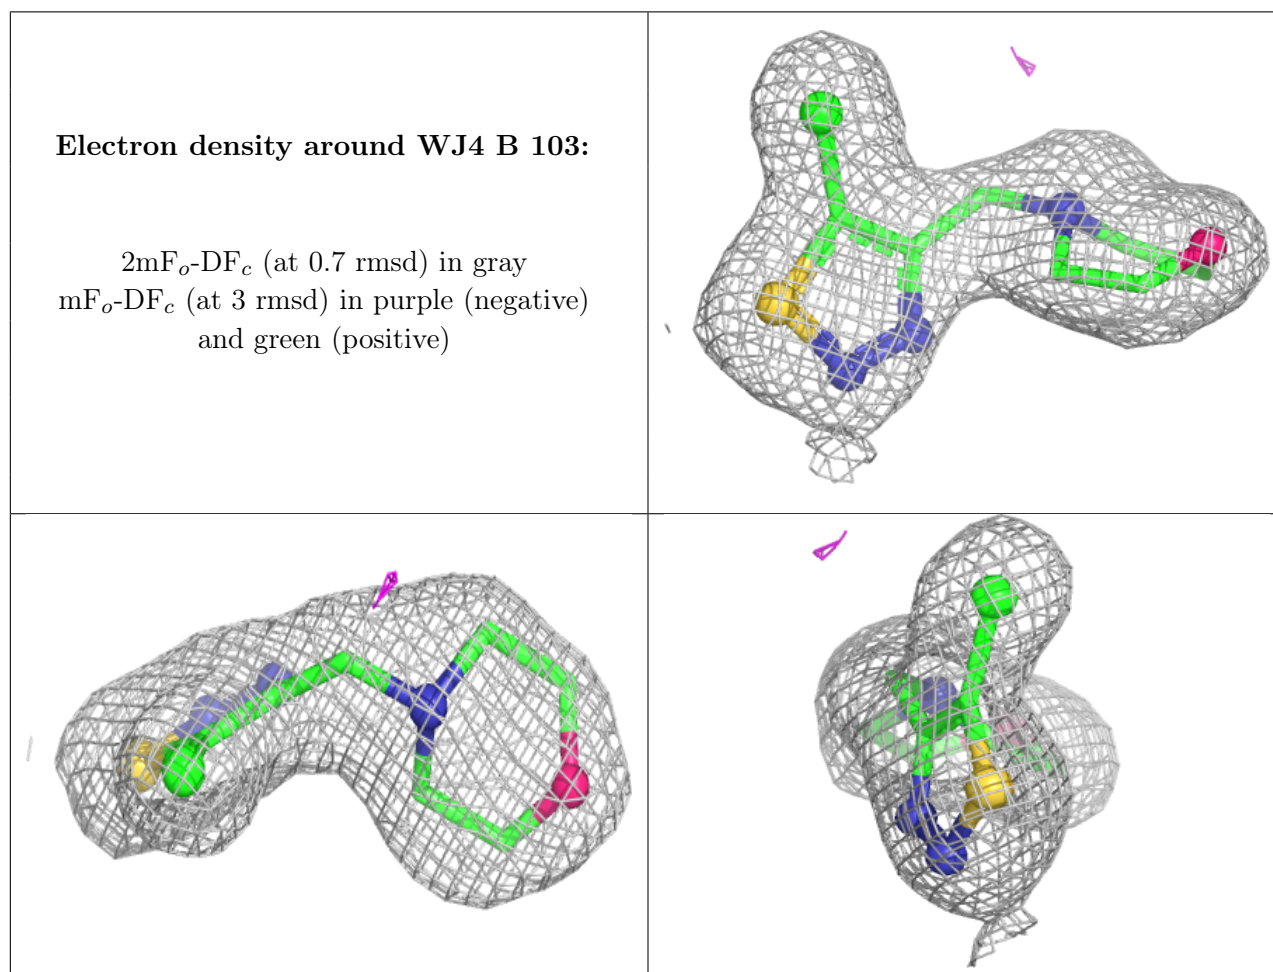 Electron density around WJ4 B 103:
2mFo-DFc (at 0.7 rmsd) in gray
mFo-DFc (at 3 rmsd) in purple (negative)
and green (positive)